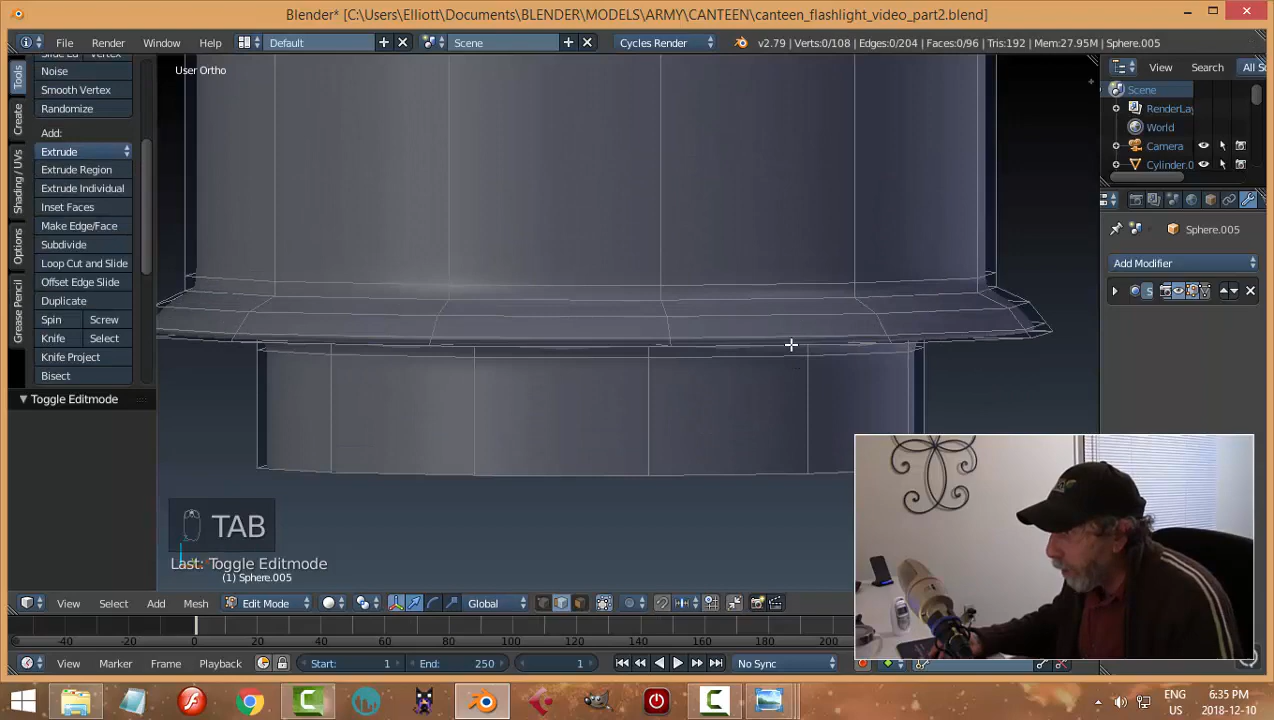 Blender* [C:\Users\Elliott\Documents\BLENDER\MODELS\ARMY\CANTEEN\canteen_flashlight_video_part2.blend]
File Render Window Help Default Scene Cycles Render v2.79 | Verts:0/108 | Edges:0/204 | Faces:0/96 | Tris:192 | Mem:27.95M | Sphere.005
User Ortho
View Search All S
Tools
Create
Shading / UVs
Options
Grease Pencil
Slide Ed Vertex
Noise
Smooth Vertex
Randomize
Add:
Extrude
Extrude Region
Extrude Individual
Inset Faces
Make Edge/Face
Subdivide
Loop Cut and Slide
Offset Edge Slide
Duplicate
Spin Screw
Knife Select
Knife Project
Bisect
Toggle Editmode
Scene
RenderLay
World
Camera
Cylinder.0
Sphere.005
Add Modifier
S
TAB
Last: Toggle Editmode
(1) Sphere.005
View Select Add Mesh Edit Mode Global
-40 -20 0 20 40 60 80 100 120 140 160 180 200
View Marker Frame Playback Start: 1 End: 250 1 No Sync
ENG
6:35 PM
2018-12-10